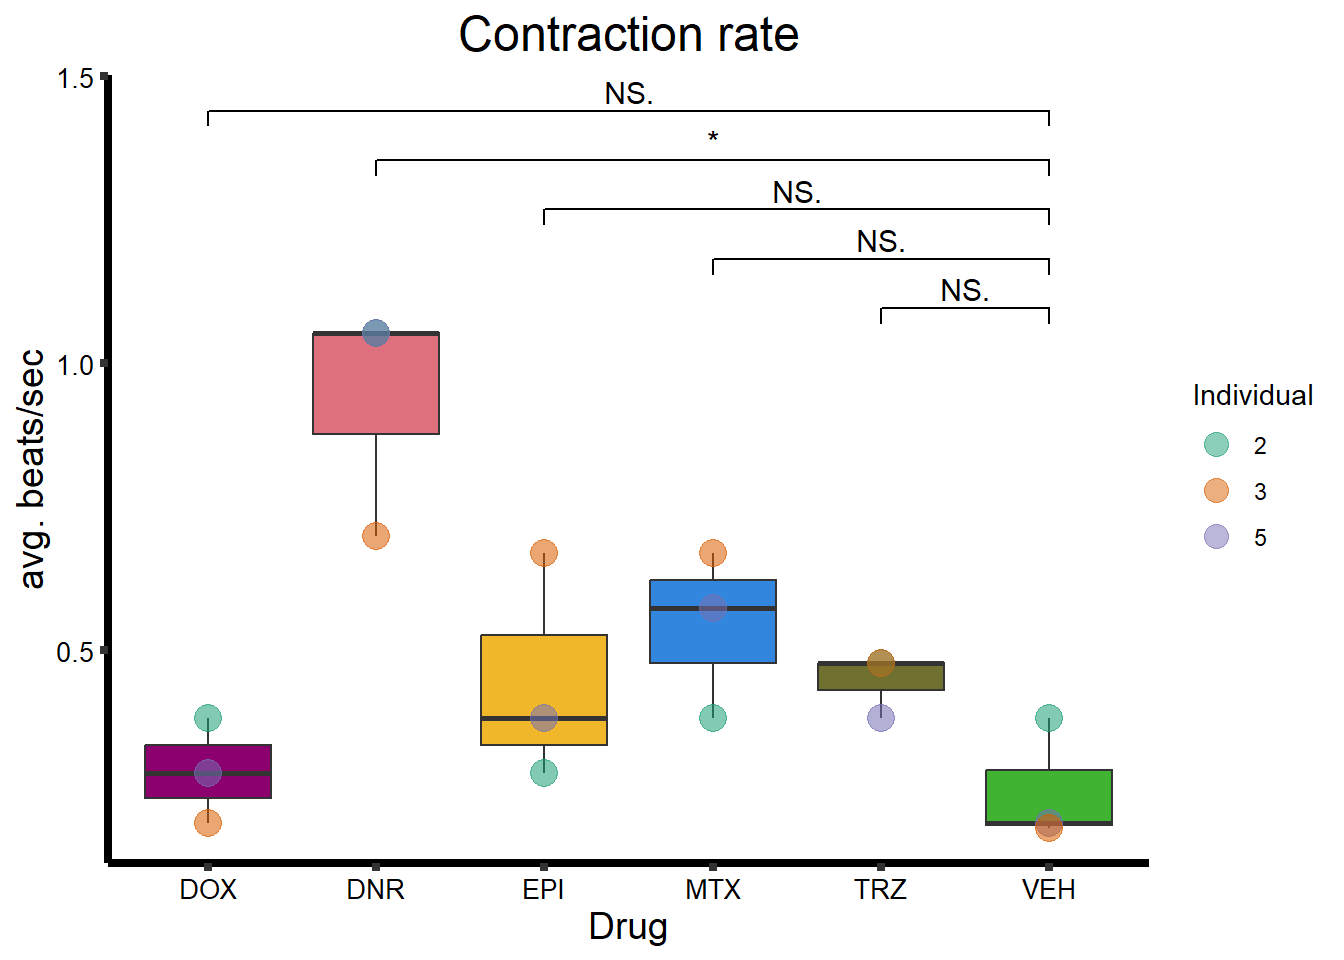 Contraction rate
1.5
1.0
0.5
avg. beats/sec
NS.
*
NS.
NS.
NS.
DOX DNR EPI MTX TRZ VEH
Drug
Individual
2
3
5